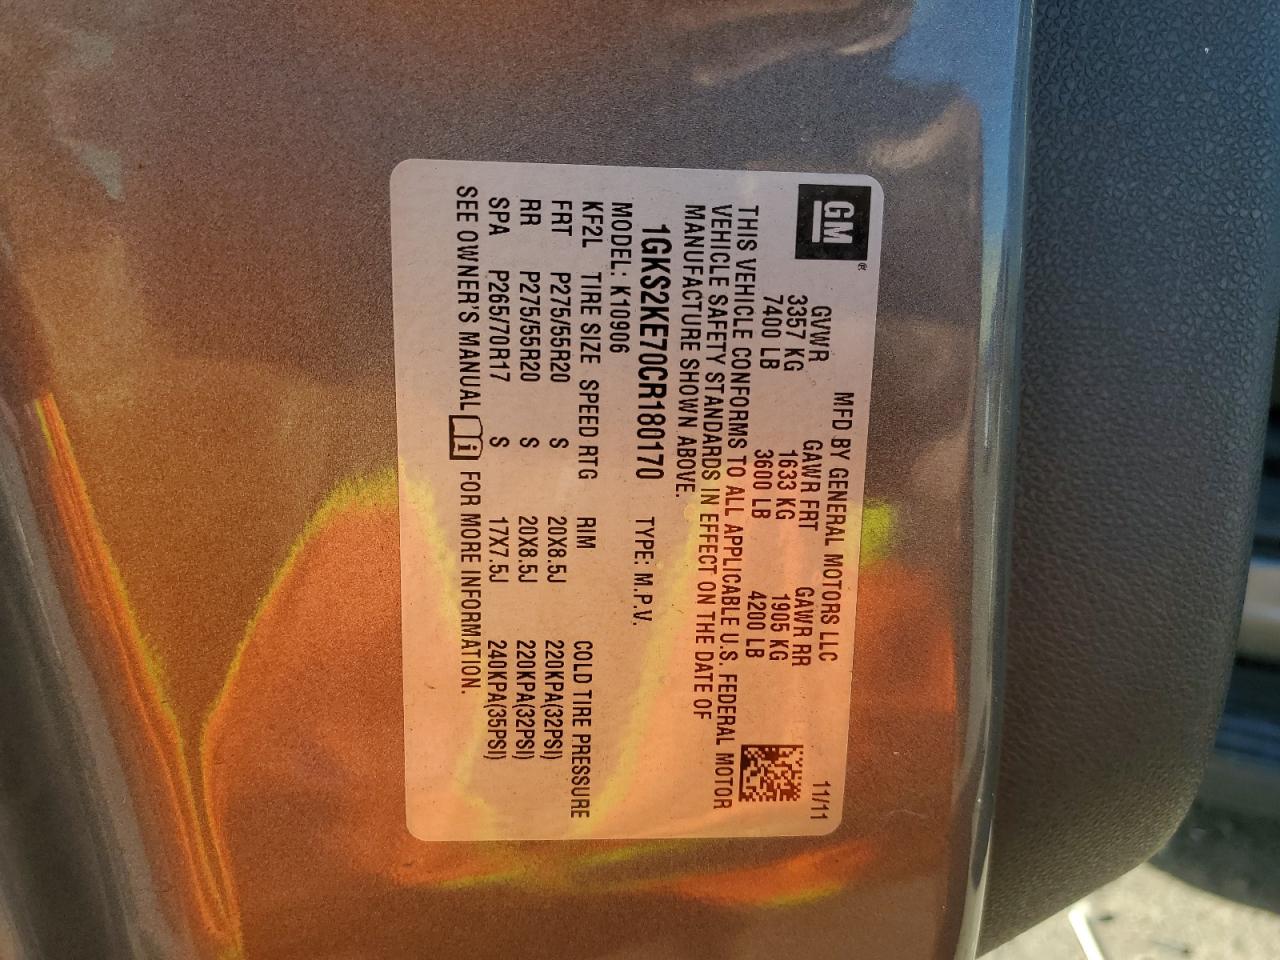 GM®
MFD BY GENERAL MOTORS LLC 11/11
GVWR GAWR FRT GAWR RR
3357 KG 1633 KG 1905 KG
7400 LB 3600 LB 4200 LB
THIS VEHICLE CONFORMS TO ALL APPLICABLE U.S. FEDERAL MOTOR
VEHICLE SAFETY STANDARDS IN EFFECT ON THE DATE OF
MANUFACTURE SHOWN ABOVE.
1GKS2KE70CR180170 TYPE: M.P.V.
MODEL: K10906
KF2L TIRE SIZE SPEED RTG RIM COLD TIRE PRESSURE
FRT P275/55R20 S 20X8.5J 220KPA(32PSI)
RR P275/55R20 S 20X8.5J 220KPA(32PSI)
SPA P265/70R17 S 17X7.5J 240KPA(35PSI)
SEE OWNER'S MANUAL i FOR MORE INFORMATION.